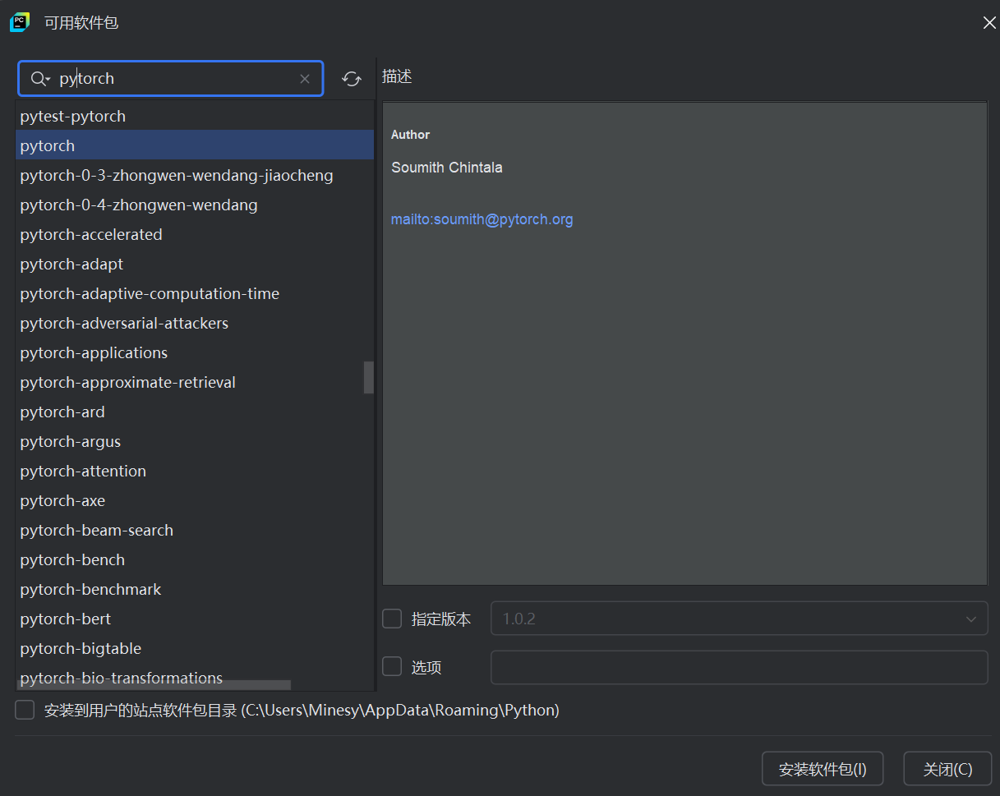 PC
可用软件包
pytorch
描述
pytest-pytorch
pytorch
pytorch-0-3-zhongwen-wendang-jiaocheng
pytorch-0-4-zhongwen-wendang
pytorch-accelerated
pytorch-adapt
pytorch-adaptive-computation-time
pytorch-adversarial-attackers
pytorch-applications
pytorch-approximate-retrieval
pytorch-ard
pytorch-argus
pytorch-attention
pytorch-axe
pytorch-beam-search
pytorch-bench
pytorch-benchmark
pytorch-bert
pytorch-bigtable
pytorch-bio-transformations
Author
Soumith Chintala
mailto:soumith@pytorch.org
指定版本 1.0.2
选项
安装到用户的站点软件包目录 (C:\Users\Minesy\AppData\Roaming\Python)
安装软件包(I) 关闭(C)